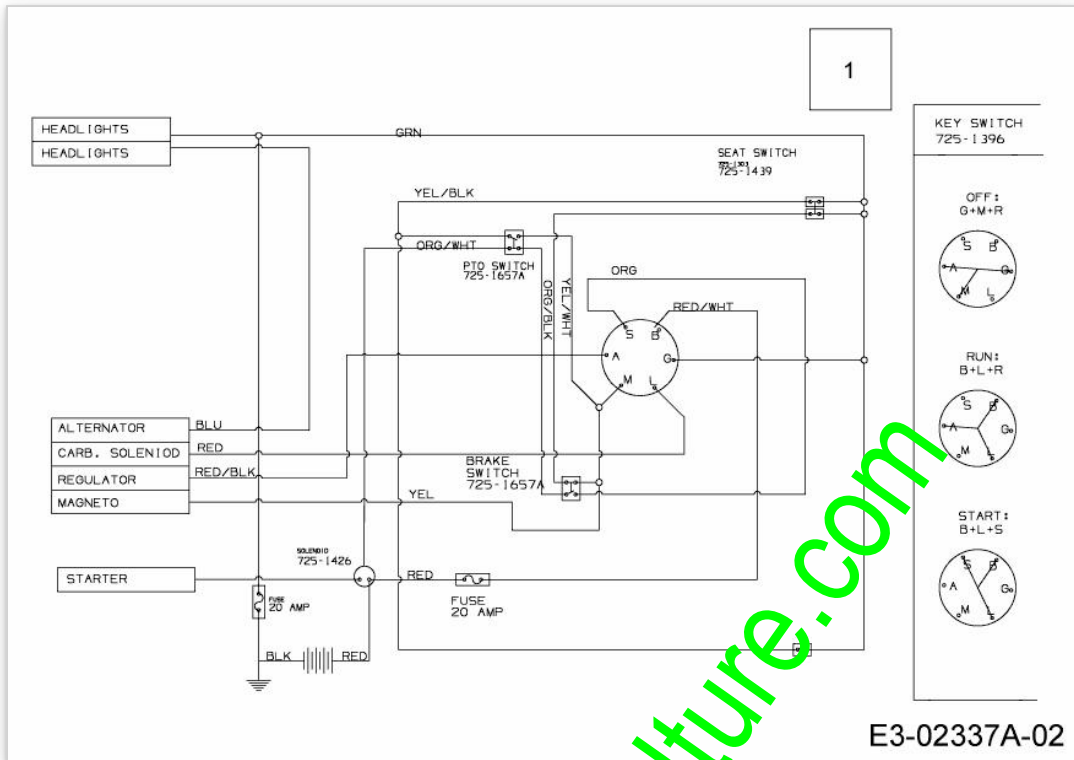 1
HEADLIGHTS
HEADLIGHTS
GRN
KEY SWITCH
725-1396
SEAT SWITCH
725-1439
YEL/BLK
OFF:
G+M+R
S B
A G
M L
ORG/WHT
PTO SWITCH
725-1657A
ORG/BLK
YEL/WHT
ORG
RED/WHT
S B
A G
M L
RUN:
B+L+R
S B
A G
M L
ALTERNATOR
BLU
CARB. SOLENIOD
RED
REGULATOR
RED/BLK
MAGNETO
YEL
BRAKE
SWITCH
725-1657A
START:
B+L+S
S B
A G
M L
SOLENOID
725-1426
STARTER
RED
FUSE
20 AMP
FUSE
20 AMP
BLK
RED
lture.com
E3-02337A-02